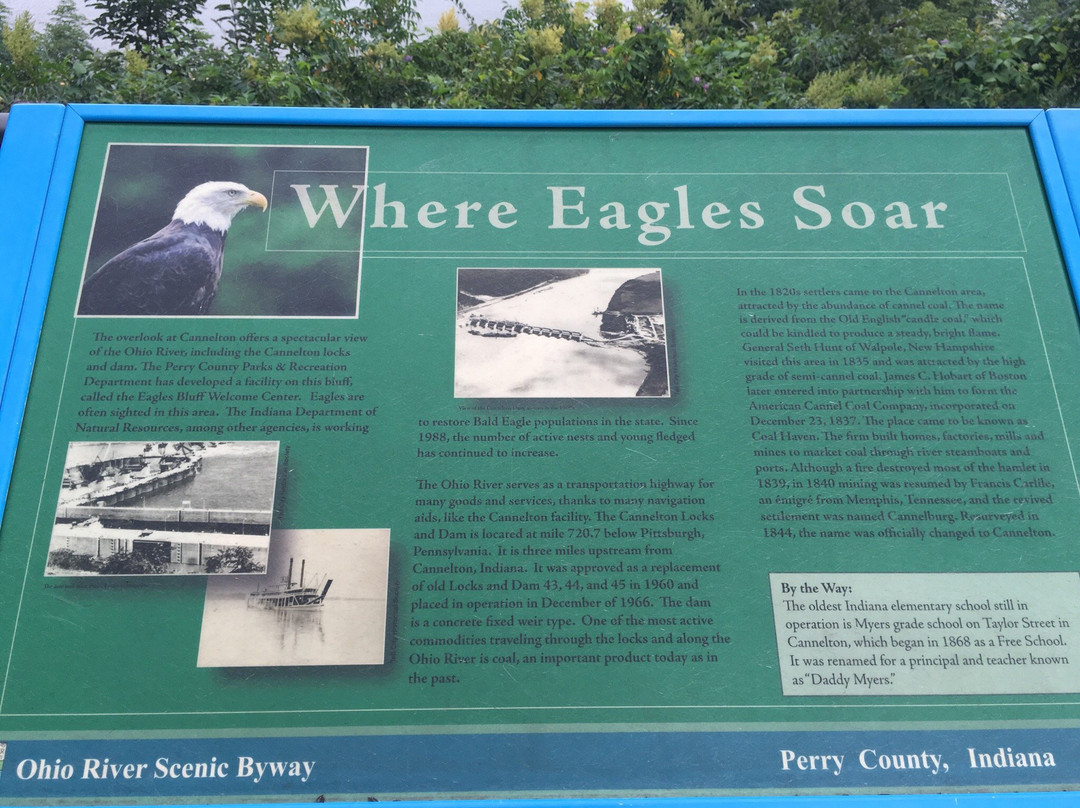 Where Eagles Soar
The overlook at Cannelton offers a spectacular view
of the Ohio River, including the Cannelton locks
and dam. The Perry County Parks & Recreation
Department has developed a facility on this bluff,
called the Eagles Bluff Welcome Center. Eagles are
often sighted in this area. The Indiana Department of
Natural Resources, among other agencies, is working
to restore Bald Eagle populations in the state. Since
1988, the number of active nests and young fledged
has continued to increase.
The Ohio River serves as a transportation highway for
many goods and services, thanks to many navigation
aids, like the Cannelton facility. The Cannelton Locks
and Dam is located at mile 720.7 below Pittsburgh,
Pennsylvania. It is three miles upstream from
Cannelton, Indiana. It was approved as a replacement
of old Locks and Dam 43, 44, and 45 in 1960 and
placed in operation in December of 1966. The dam
is a concrete fixed weir type. One of the most active
commodities traveling through the locks and along the
Ohio River is coal, an important product today as in
the past.
In the 1820s settlers came to the Cannelton area,
attracted by the abundance of cannel coal. The name
is derived from the Old English "candle coal," which
could be kindled to produce a steady, bright flame.
General Seth Hunt of Walpole, New Hampshire
visited this area in 1835 and was attracted by the high
grade of semi-cannel coal. James C. Hobart of Boston
later entered into partnership with him to form the
American Cannel Coal Company, incorporated on
December 23, 1837. The place came to be known as
Coal Haven. The firm built homes, factories, mills and
mines to market coal through river steamboats and
ports. Although a fire destroyed most of the hamlet in
1839, in 1840 mining was resumed by Francis Carlile,
an émigré from Memphis, Tennessee, and the revived
settlement was named Cannelburg. Resurveyed in
1844, the name was officially changed to Cannelton.
By the Way:
The oldest Indiana elementary school still in
operation is Myers grade school on Taylor Street in
Cannelton, which began in 1868 as a Free School.
It was renamed for a principal and teacher known
as "Daddy Myers."
Ohio River Scenic Byway
Perry County, Indiana